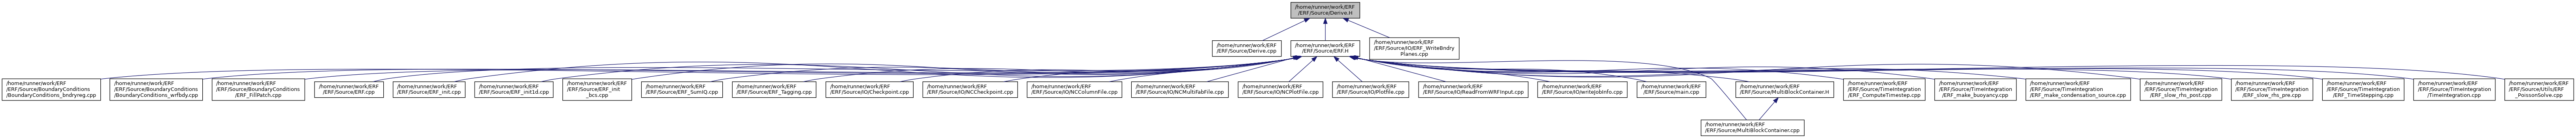 /home/runner/work/ERF
/ERF/Source/Derive.H
/home/runner/work/ERF
/ERF/Source/Derive.cpp
/home/runner/work/ERF
/ERF/Source/ERF.H
/home/runner/work/ERF
/ERF/Source/IO/ERF_WriteBndry
Planes.cpp
/home/runner/work/ERF
/ERF/Source/BoundaryConditions
/BoundaryConditions_bndryreg.cpp
/home/runner/work/ERF
/ERF/Source/BoundaryConditions
/BoundaryConditions_wrfbdy.cpp
/home/runner/work/ERF
/ERF/Source/BoundaryConditions
/ERF_FillPatch.cpp
/home/runner/work/ERF
/ERF/Source/ERF.cpp
/home/runner/work/ERF
/ERF/Source/ERF_init.cpp
/home/runner/work/ERF
/ERF/Source/ERF_init1d.cpp
/home/runner/work/ERF
/ERF/Source/ERF_init
_bcs.cpp
/home/runner/work/ERF
/ERF/Source/ERF_SumIQ.cpp
/home/runner/work/ERF
/ERF/Source/ERF_Tagging.cpp
/home/runner/work/ERF
/ERF/Source/IO/Checkpoint.cpp
/home/runner/work/ERF
/ERF/Source/IO/NCCheckpoint.cpp
/home/runner/work/ERF
/ERF/Source/IO/NCColumnFile.cpp
/home/runner/work/ERF
/ERF/Source/IO/NCMultiFabFile.cpp
/home/runner/work/ERF
/ERF/Source/IO/NCPlotFile.cpp
/home/runner/work/ERF
/ERF/Source/IO/Plotfile.cpp
/home/runner/work/ERF
/ERF/Source/IO/ReadFromWRFInput.cpp
/home/runner/work/ERF
/ERF/Source/IO/writeJobInfo.cpp
/home/runner/work/ERF
/ERF/Source/main.cpp
/home/runner/work/ERF
/ERF/Source/MultiBlockContainer.H
/home/runner/work/ERF
/ERF/Source/TimeIntegration
/ERF_ComputeTimestep.cpp
/home/runner/work/ERF
/ERF/Source/TimeIntegration
/ERF_make_buoyancy.cpp
/home/runner/work/ERF
/ERF/Source/TimeIntegration
/ERF_make_condensation_source.cpp
/home/runner/work/ERF
/ERF/Source/TimeIntegration
/ERF_slow_rhs_post.cpp
/home/runner/work/ERF
/ERF/Source/TimeIntegration
/ERF_slow_rhs_pre.cpp
/home/runner/work/ERF
/ERF/Source/TimeIntegration
/ERF_TimeStepping.cpp
/home/runner/work/ERF
/ERF/Source/TimeIntegration
/TimeIntegration.cpp
/home/runner/work/ERF
/ERF/Source/Utils/ERF
_PoissonSolve.cpp
/home/runner/work/ERF
/ERF/Source/MultiBlockContainer.cpp